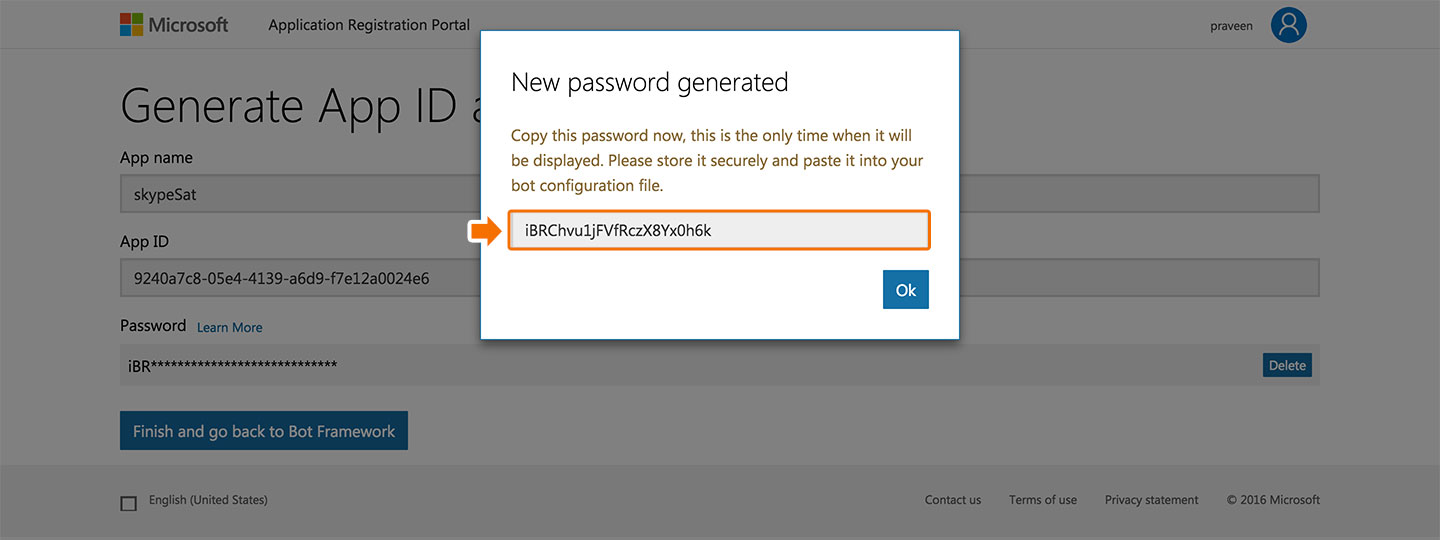 Microsoft
Application Registration Portal
praveen
Generate App ID a
New password generated
Copy this password now, this is the only time when it will
be displayed. Please store it securely and paste it into your
bot configuration file.
iBRChvu1jFVfRczX8Yx0h6k
Ok
App name
skypeSat
App ID
9240a7c8-05e4-4139-a6d9-f7e12a0024e6
Password Learn More
iBR****************************
Delete
Finish and go back to Bot Framework
English (United States)
Contact us Terms of use Privacy statement © 2016 Microsoft